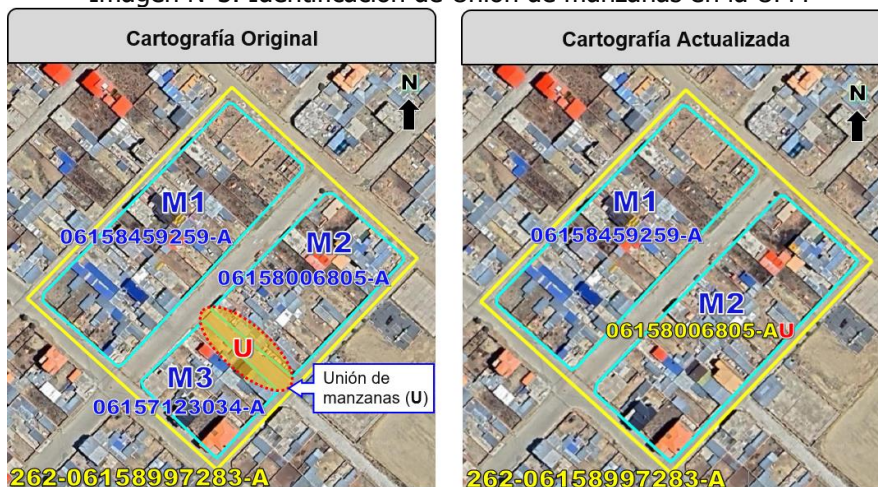 Imagen N°3: Identificación de Unión de manzanas en la UPM
Cartografía Original
N
M1
06158459259-A
M2
06158006805-A
U
M3
06157123034-A
Unión de
manzanas (U)
262-06158997283-A
Cartografía Actualizada
N
M1
06158459259-A
M2
06158006805-AU
262-06158997283-A